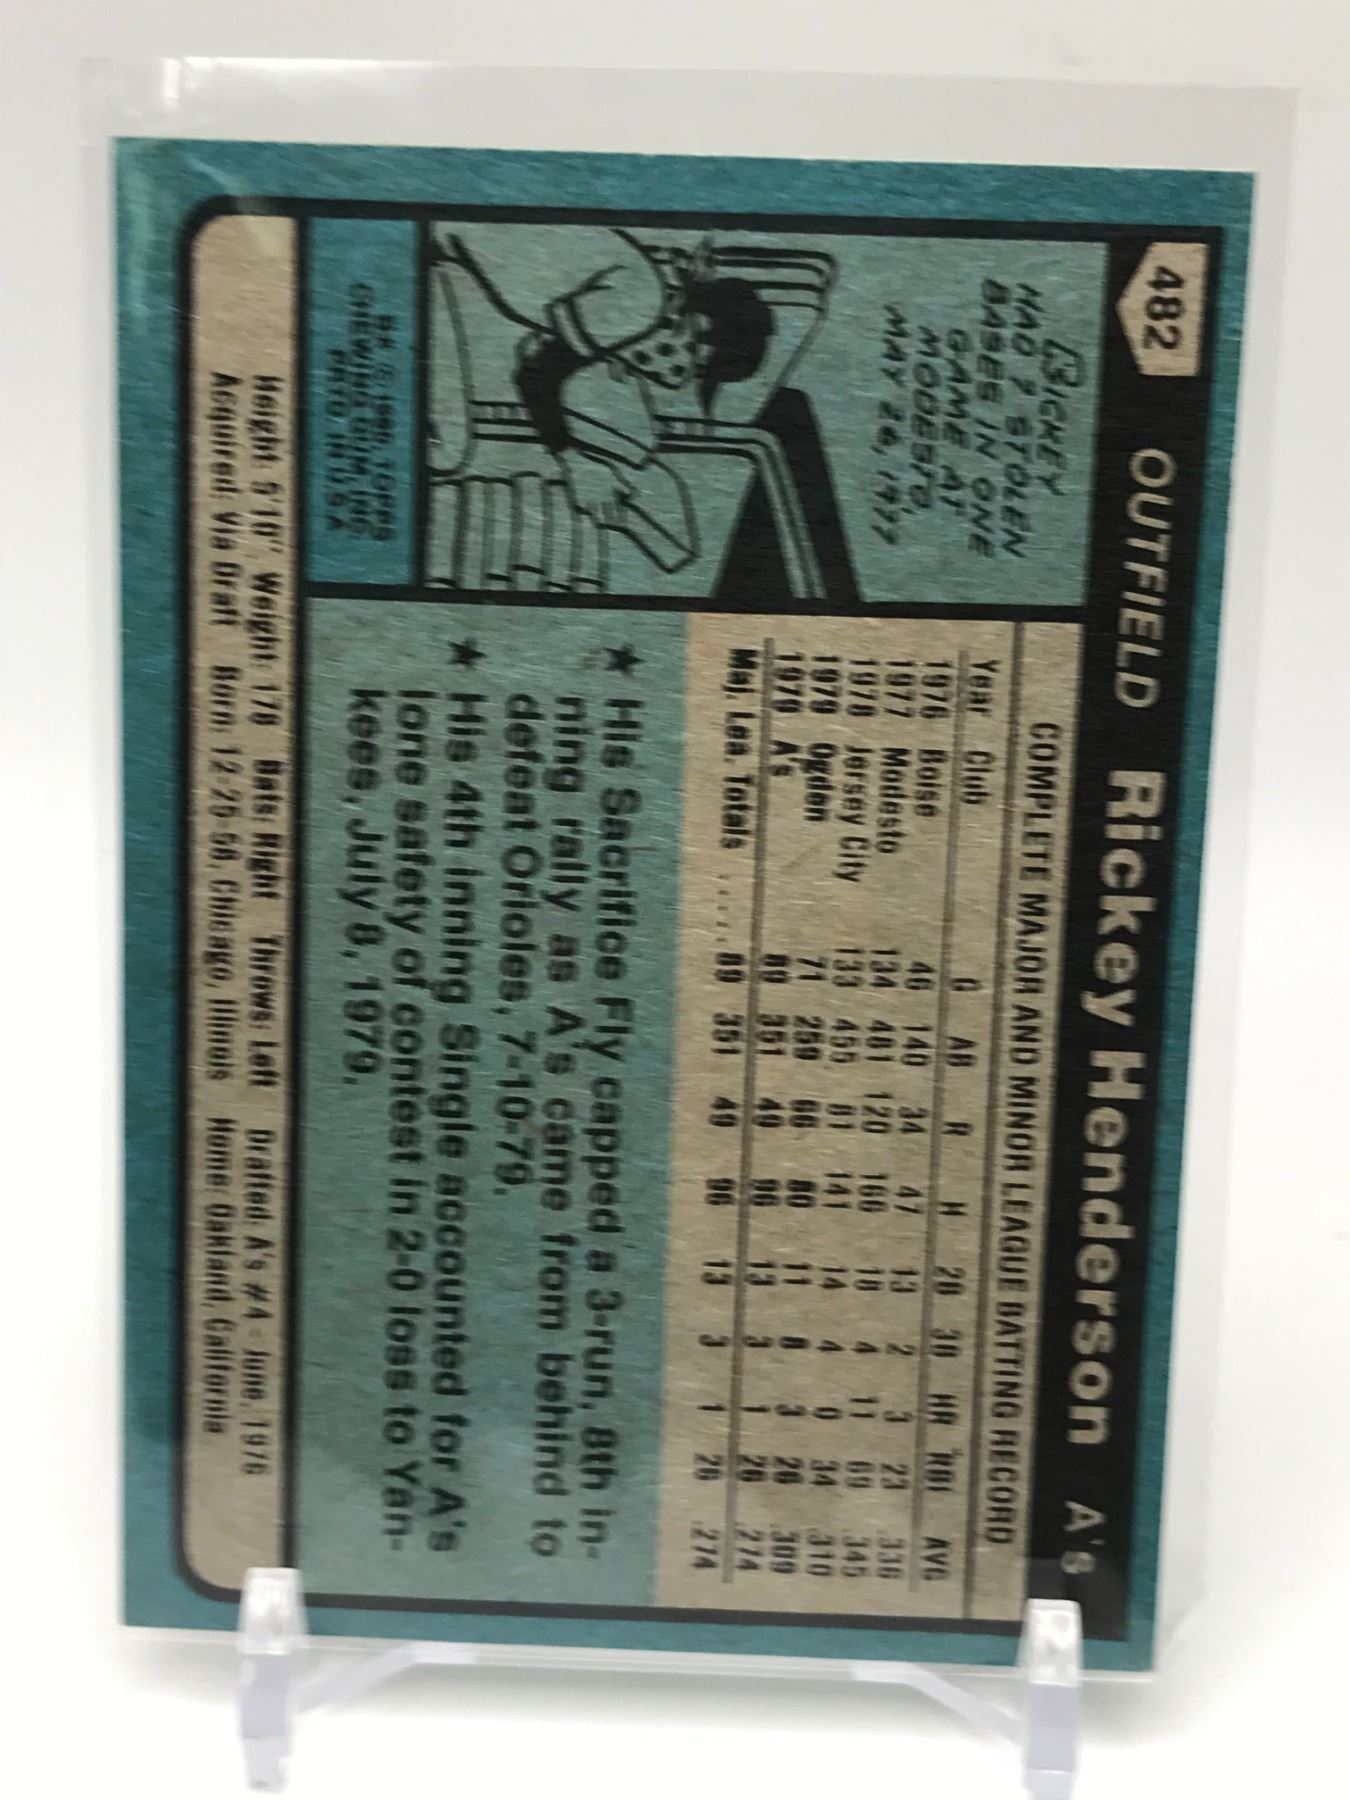 482 OUTFIELD Rickey Henderson A's
RICKEY
HAD 7 STOLEN
BASES IN ONE
GAME AT
MODESTO,
MAY 26, 1977
COMPLETE MAJOR AND MINOR LEAGUE BATTING RECORD
Year Club G AB R H 2B 3B HR RBI AVG
1976 Boise 46 140 34 47 13 2 3 23 .336
1977 Modesto 134 481 120 166 18 4 11 69 .345
1978 Jersey City 133 455 81 141 14 4 0 34 .310
1979 Ogden 71 259 66 80 11 8 3 26 .309
1979 A's 89 351 49 96 13 3 1 26 .274
Maj. Lea. Totals ...... 89 351 49 96 13 3 1 26 .274
★ His Sacrifice Fly capped a 3-run, 8th in-
ning rally as A's came from behind to
defeat Orioles, 7-10-79.
★ His 4th inning Single accounted for A's
lone safety of contest in 2-0 loss to Yan-
kees, July 8, 1979.
1980 TOPPS
CHEWING GUM, INC.
PRTD IN U S A
Height: 5'10" Weight: 178 Bats: Right Throws: Left Drafted: A's #4 - June, 1976
Acquired: Via Draft Born: 12-25-58, Chicago, Illinois Home Oakland, California